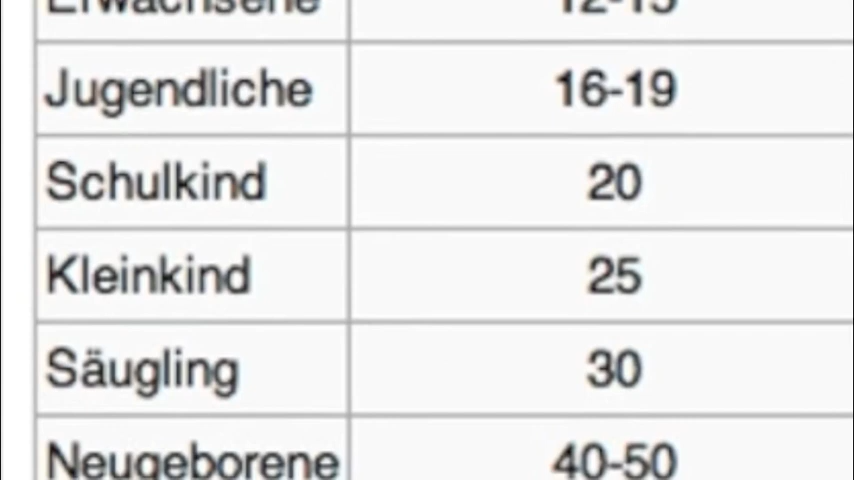 Erwachsene 12-15
Jugendliche 16-19
Schulkind 20
Kleinkind 25
Säugling 30
Neugeborene 40-50